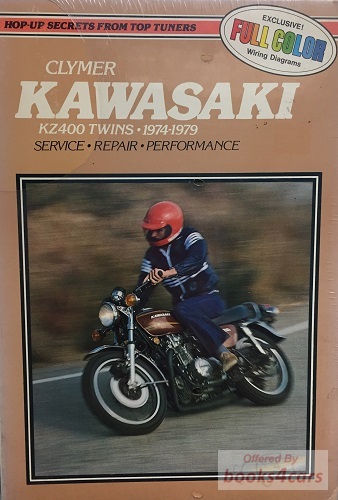 HOP-UP SECRETS FROM TOP TUNERS
EXCLUSIVE!
FULL COLOR
Wiring Diagrams
CLYMER
KAWASAKI
KZ400 TWINS • 1974-1979
SERVICE • REPAIR • PERFORMANCE
KAWASAKI
Offered By
books4cars